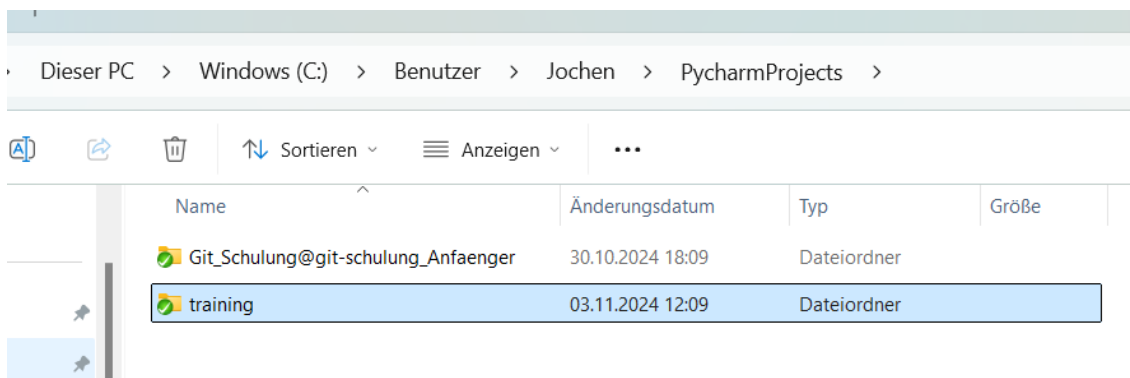 Dieser PC > Windows (C:) > Benutzer > Jochen > PycharmProjects >
Sortieren Anzeigen ...
Name Änderungsdatum Typ Größe
Git_Schulung@git-schulung_Anfaenger 30.10.2024 18:09 Dateiordner
training 03.11.2024 12:09 Dateiordner